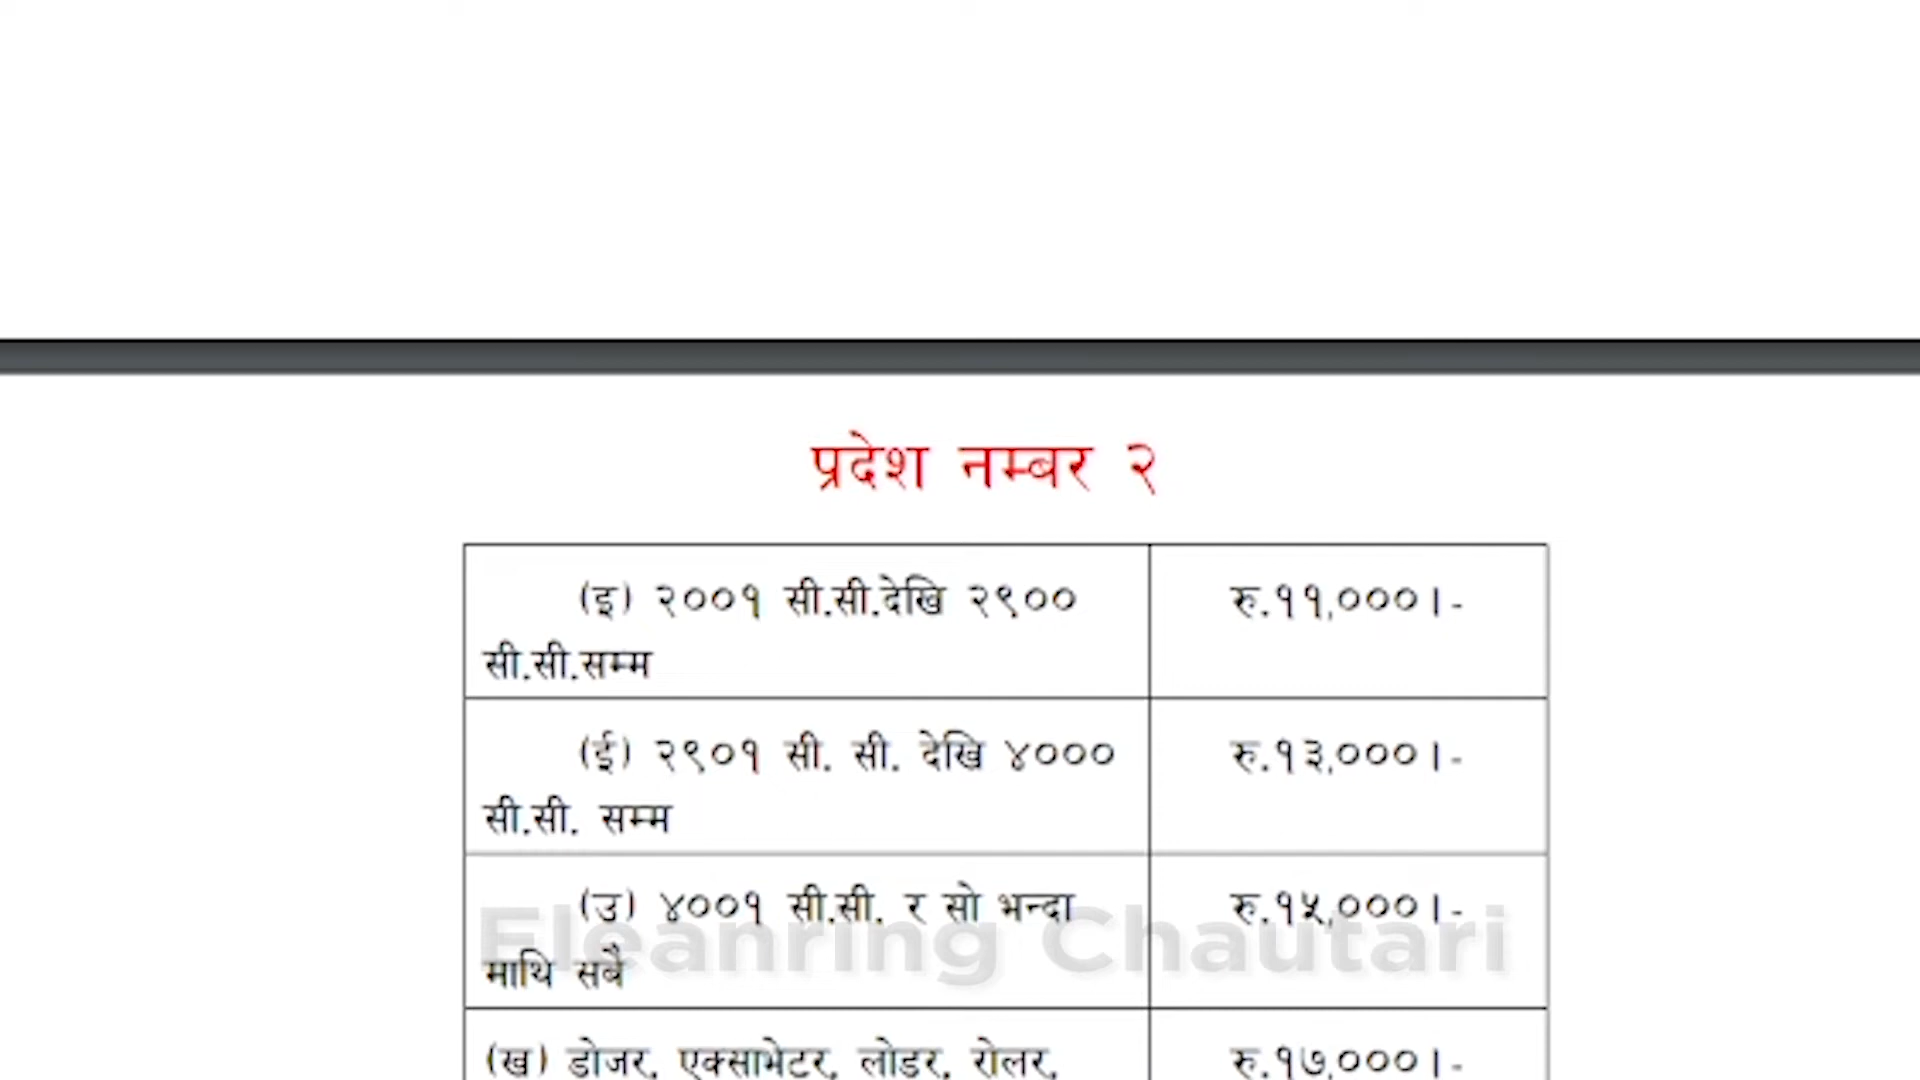 प्रदेश नम्बर २
(इ) २००१ सी.सी.देखि २९०० रु.११,०००।-
सी.सी.सम्म
(ई) २९०१ सी. सी. देखि ४००० रु.१३,०००।-
सी.सी. सम्म
(उ) ४००१ सी.सी. र सो भन्दा रु.१५,०००।-
माथि सबै
Eleanring Chautari
(ख) डोजर, एक्साभेटर, लोडर, रोलर, रु.१७,०००।-